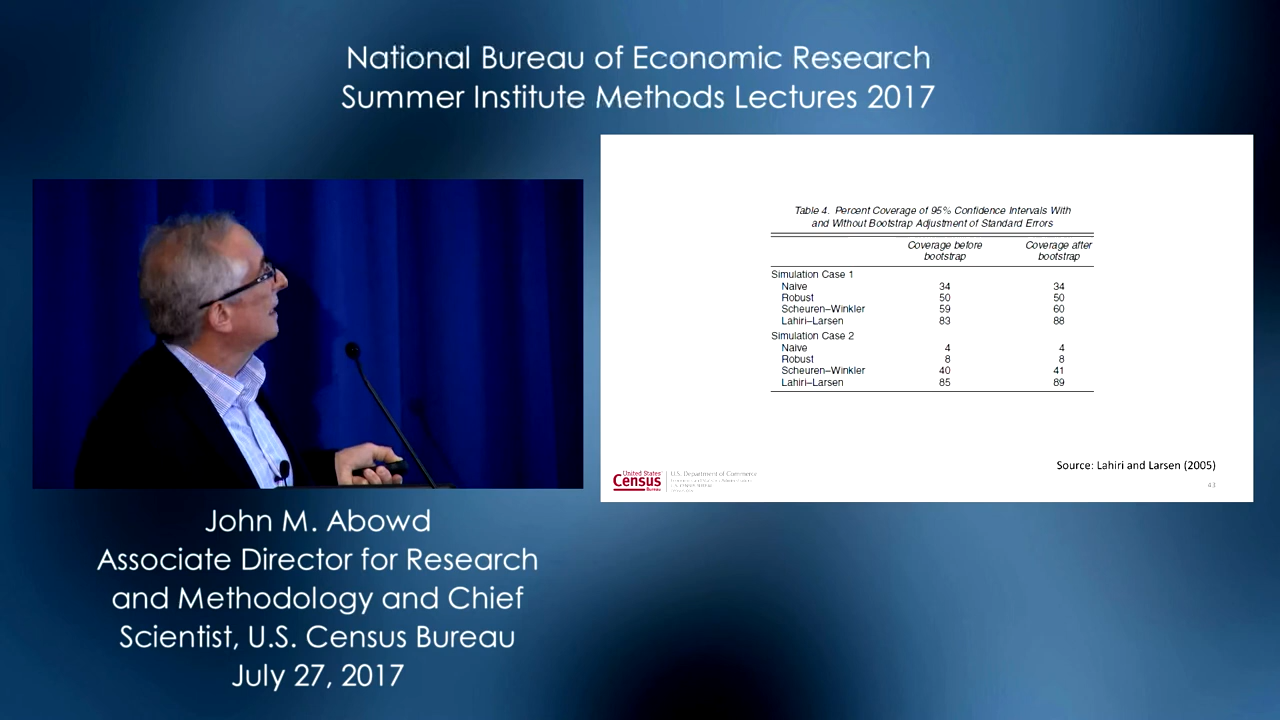 National Bureau of Economic Research
Summer Institute Methods Lectures 2017
Table 4. Percent Coverage of 95% Confidence Intervals With
and Without Bootstrap Adjustment of Standard Errors
Coverage before bootstrap Coverage after bootstrap
Simulation Case 1
Naive 34 34
Robust 50 50
Scheuren–Winkler 59 60
Lahiri–Larsen 83 88
Simulation Case 2
Naive 4 4
Robust 8 8
Scheuren–Winkler 40 41
Lahiri–Larsen 85 89
Source: Lahiri and Larsen (2005)
United States
Census
Bureau
U.S. Department of Commerce
43
John M. Abowd
Associate Director for Research
and Methodology and Chief
Scientist, U.S. Census Bureau
July 27, 2017